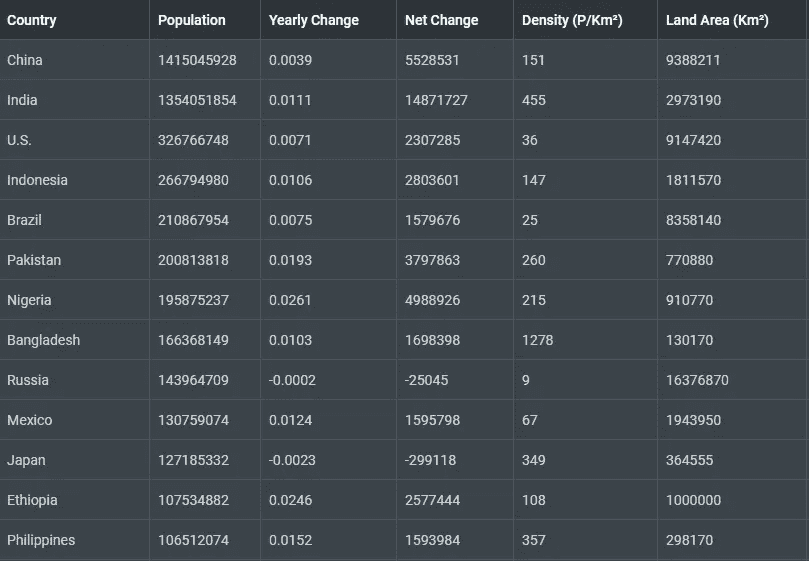 Country Population Yearly Change Net Change Density (P/Km²) Land Area (Km²)
China 1415045928 0.0039 5528531 151 9388211
India 1354051854 0.0111 14871727 455 2973190
U.S. 326766748 0.0071 2307285 36 9147420
Indonesia 266794980 0.0106 2803601 147 1811570
Brazil 210867954 0.0075 1579676 25 8358140
Pakistan 200813818 0.0193 3797863 260 770880
Nigeria 195875237 0.0261 4988926 215 910770
Bangladesh 166368149 0.0103 1698398 1278 130170
Russia 143964709 -0.0002 -25045 9 16376870
Mexico 130759074 0.0124 1595798 67 1943950
Japan 127185332 -0.0023 -299118 349 364555
Ethiopia 107534882 0.0246 2577444 108 1000000
Philippines 106512074 0.0152 1593984 357 298170